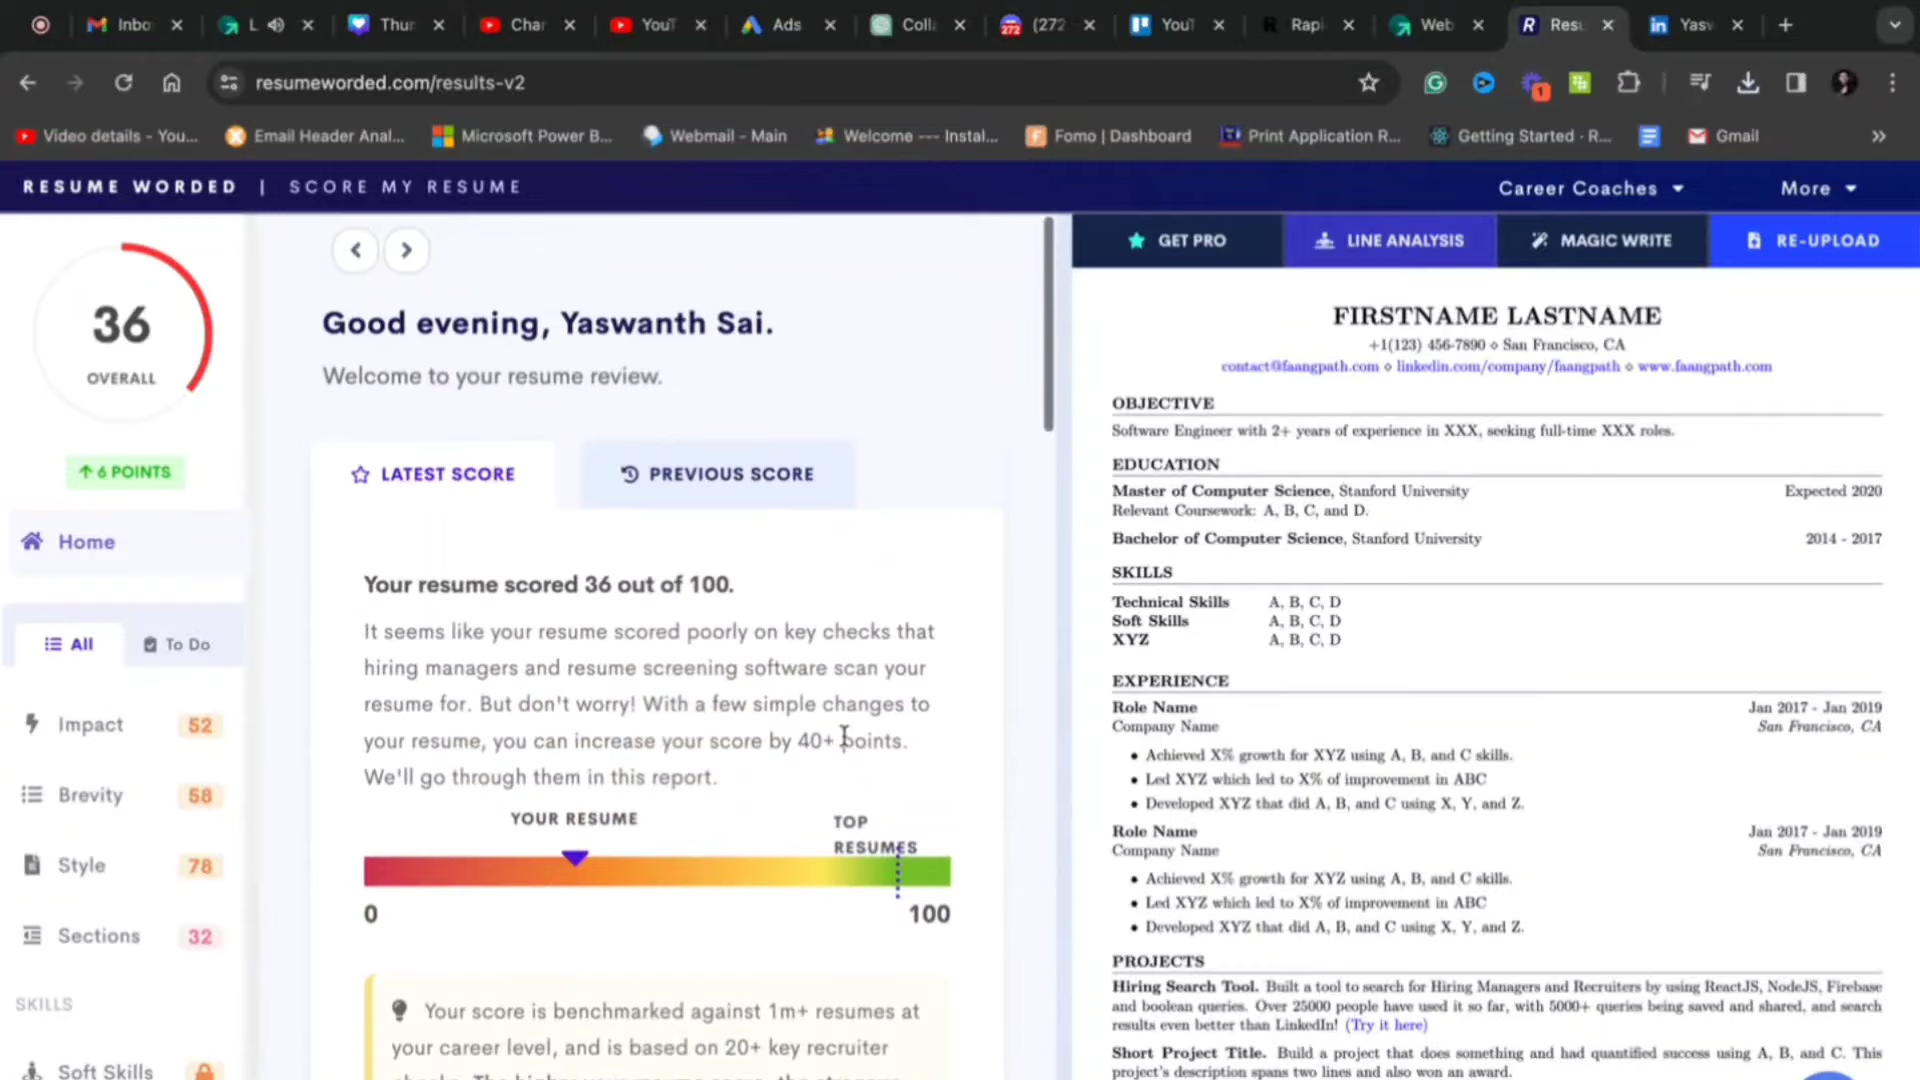 Inbo
L
Thur
Char
YouT
Ads
Colla
(272
YouT
Rapi
Web
Resu
Yasw
resumeworded.com/results-v2
Video details - You...
Email Header Anal...
Microsoft Power B...
Webmail - Main
Welcome --- Instal...
Fomo | Dashboard
Print Application R...
Getting Started · R...
Gmail
RESUME WORDED | SCORE MY RESUME
Career Coaches
More
36
OVERALL
↑ 6 POINTS
Home
All
To Do
Impact 52
Brevity 58
Style 78
Sections 32
SKILLS
Soft Skills
Good evening, Yaswanth Sai.
Welcome to your resume review.
LATEST SCORE
PREVIOUS SCORE
Your resume scored 36 out of 100.
It seems like your resume scored poorly on key checks that
hiring managers and resume screening software scan your
resume for. But don't worry! With a few simple changes to
your resume, you can increase your score by 40+ points.
We'll go through them in this report.
YOUR RESUME
TOP
RESUMES
0
100
Your score is benchmarked against 1m+ resumes at
your career level, and is based on 20+ key recruiter
GET PRO
LINE ANALYSIS
MAGIC WRITE
RE-UPLOAD
FIRSTNAME LASTNAME
+1(123) 456-7890 ⋄ San Francisco, CA
contact@faangpath.com ⋄ linkedin.com/company/faangpath ⋄ www.faangpath.com
OBJECTIVE
Software Engineer with 2+ years of experience in XXX, seeking full-time XXX roles.
EDUCATION
Master of Computer Science, Stanford University Expected 2020
Relevant Coursework: A, B, C, and D.
Bachelor of Computer Science, Stanford University 2014 - 2017
SKILLS
Technical Skills A, B, C, D
Soft Skills A, B, C, D
XYZ A, B, C, D
EXPERIENCE
Role Name Jan 2017 - Jan 2019
Company Name San Francisco, CA
• Achieved X% growth for XYZ using A, B, and C skills.
• Led XYZ which led to X% of improvement in ABC
• Developed XYZ that did A, B, and C using X, Y, and Z.
Role Name Jan 2017 - Jan 2019
Company Name San Francisco, CA
• Achieved X% growth for XYZ using A, B, and C skills.
• Led XYZ which led to X% of improvement in ABC
• Developed XYZ that did A, B, and C using X, Y, and Z.
PROJECTS
Hiring Search Tool. Built a tool to search for Hiring Managers and Recruiters by using ReactJS, NodeJS, Firebase
and boolean queries. Over 25000 people have used it so far, with 5000+ queries being saved and shared, and search
results even better than LinkedIn! (Try it here)
Short Project Title. Build a project that does something and had quantified success using A, B, and C. This
project's description spans two lines and also won an award.